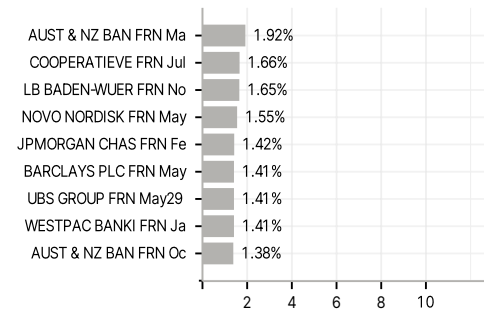 AUST & NZ BAN FRN Ma 1.92%
COOPERATIEVE FRN Jul 1.66%
LB BADEN-WUER FRN No 1.65%
NOVO NORDISK FRN May 1.55%
JPMORGAN CHAS FRN Fe 1.42%
BARCLAYS PLC FRN May 1.41%
UBS GROUP FRN May29 1.41%
WESTPAC BANKI FRN Ja 1.41%
AUST & NZ BAN FRN Oc 1.38%
2 4 6 8 10